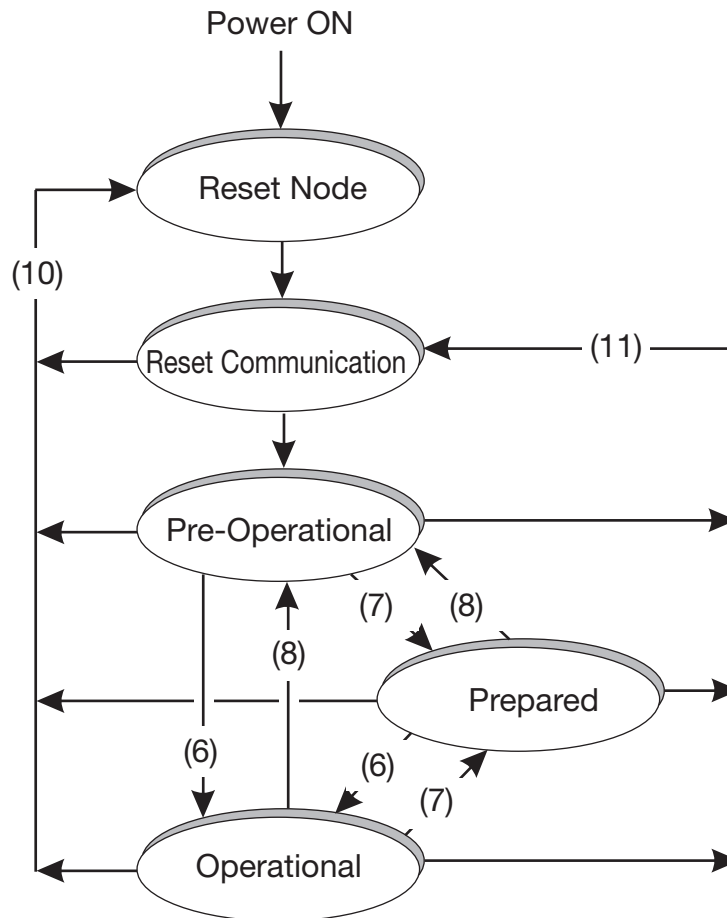 Power ON
Reset Node
(10)
Reset Communication
(11)
Pre-Operational
(7)
(8)
(8)
Prepared
(6)
(6)
(7)
Operational